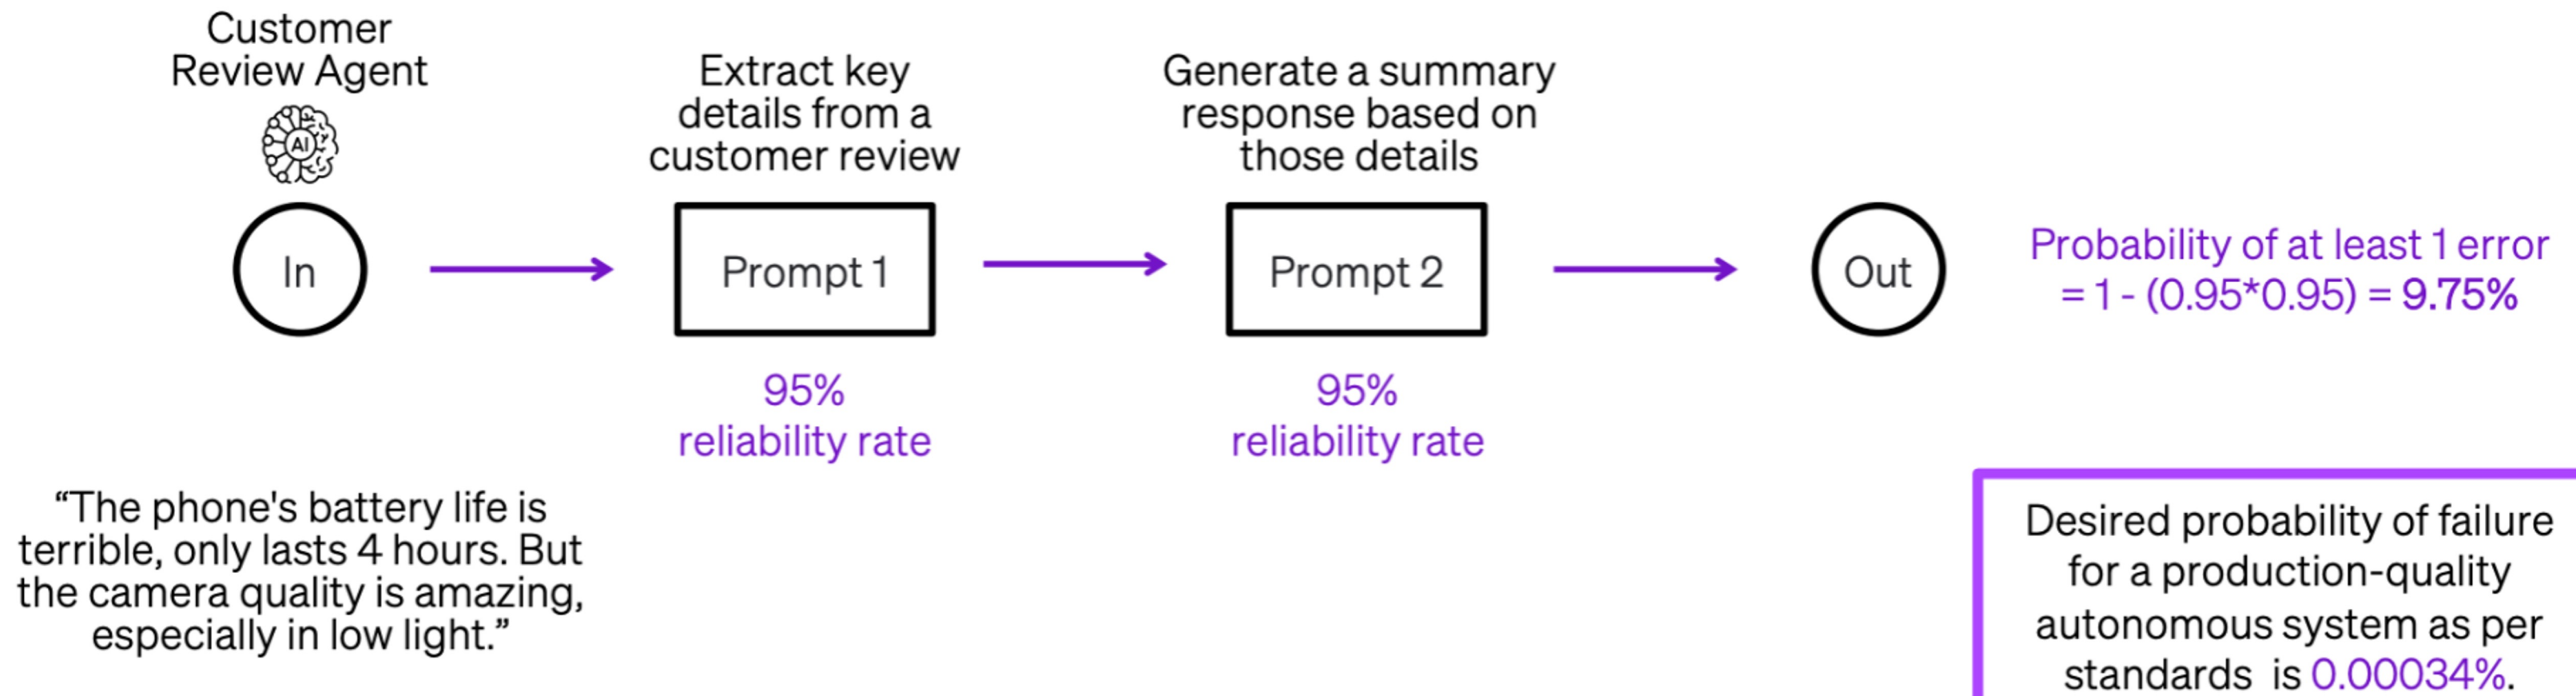 Customer
Review Agent
AI
In
Extract key
details from a
customer review
Prompt 1
95%
reliability rate
Generate a summary
response based on
those details
Prompt 2
95%
reliability rate
Out
Probability of at least 1 error
= 1 - (0.95*0.95) = 9.75%
“The phone's battery life is
terrible, only lasts 4 hours. But
the camera quality is amazing,
especially in low light.”
Desired probability of failure
for a production-quality
autonomous system as per
standards is 0.00034%.